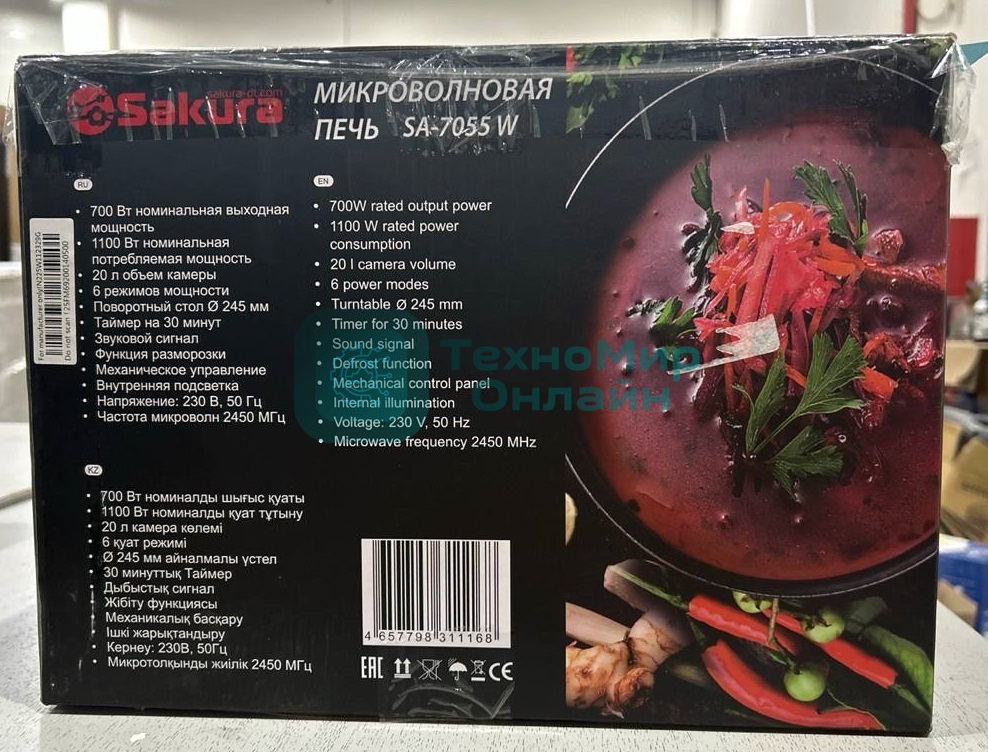 Sakura
sakura-dt.com
МИКРОВОЛНОВАЯ
ПЕЧЬ SA-7055 W
RU
• 700 Вт номинальная выходная
мощность
• 1100 Вт номинальная
потребляемая мощность
• 20 л объем камеры
• 6 режимов мощности
• Поворотный стол Ø 245 мм
• Таймер на 30 минут
• Звуковой сигнал
• Функция разморозки
• Механическое управление
• Внутренняя подсветка
• Напряжение: 230 В, 50 Гц
• Частота микроволн 2450 МГц
EN
• 700W rated output power
• 1100 W rated power
consumption
• 20 l camera volume
• 6 power modes
• Turntable Ø 245 mm
• Timer for 30 minutes
• Sound signal
• Defrost function
• Mechanical control panel
• Internal illumination
• Voltage: 230 V, 50 Hz
• Microwave frequency 2450 MHz
KZ
• 700 Вт номиналды шығыс қуаты
• 1100 Вт номиналды қуат тұтыну
• 20 л камера көлемі
• 6 қуат режимі
• Ø 245 мм айналмалы үстел
• 30 минуттық Таймер
Дыбыстық сигнал
Жібіту функциясы
Механикалық басқару
• Ішкі жарықтандыру
• Кернеу: 230В, 50Гц
• Микротолқынды жиілік 2450 МГц
For manufacturer only
Do not scan
4 657798 311168
EAC
CE
ТехноМир
Онлайн